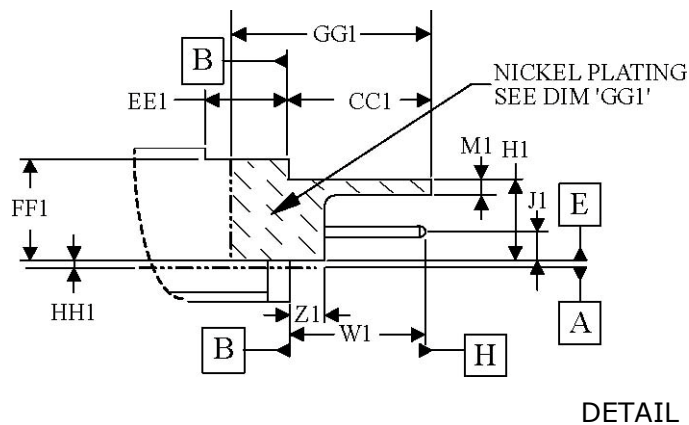 GG1
B
NICKEL PLATING
SEE DIM 'GG1'
EE1
CC1
M1
H1
J1
E
FF1
HH1
Z1
W1
A
B
H
DETAIL